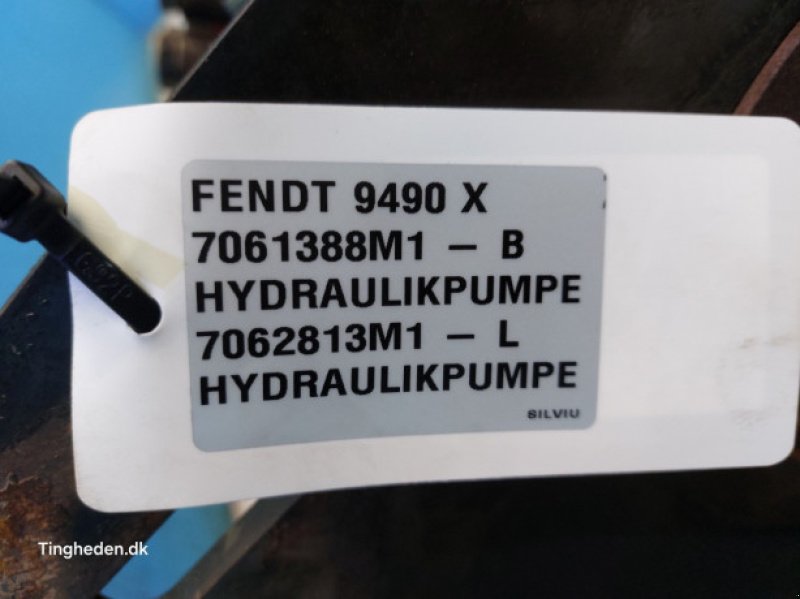 FENDT 9490 X
7061388M1 – B
HYDRAULIKPUMPE
7062813M1 – L
HYDRAULIKPUMPE
SILVIU
Tingheden.dk